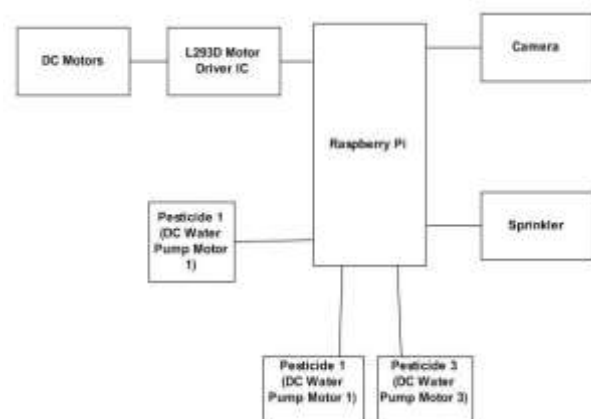 DC Motors
L293D Motor
Driver IC
Camera
Raspberry Pi
Pesticide 1
(DC Water
Pump Motor
1)
Sprinkler
Pesticide 1
(DC Water
Pump Motor 1)
Pesticide 3
(DC Water
Pump Motor 3)